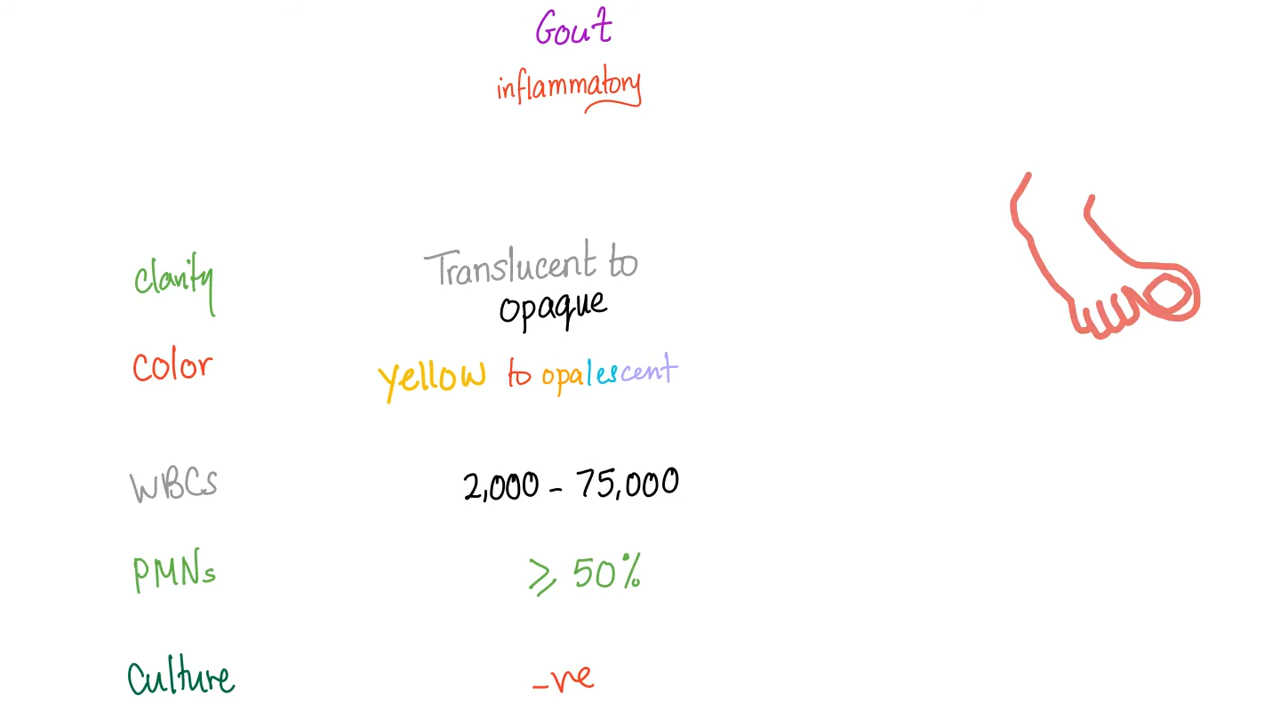 Gout
inflammatory
Clarity Translucent to
opaque
Color yellow to opalescent
WBCs 2,000 - 75,000
PMNs ⩾ 50%
Culture -ve